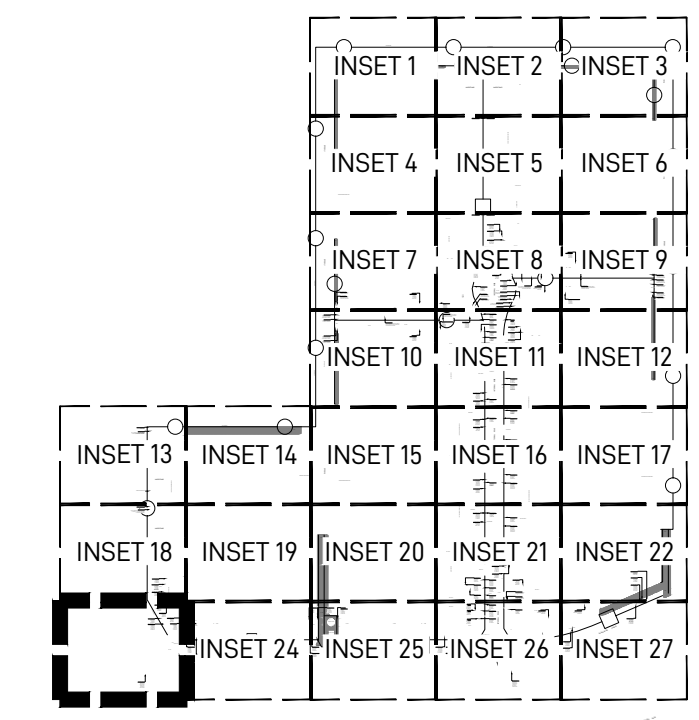 INSET 1 INSET 2 INSET 3
INSET 4 INSET 5 INSET 6
INSET 7 INSET 8 INSET 9
INSET 10 INSET 11 INSET 12
INSET 13 INSET 14 INSET 15 INSET 16 INSET 17
INSET 18 INSET 19 INSET 20 INSET 21 INSET 22
INSET 24 INSET 25 INSET 26 INSET 27